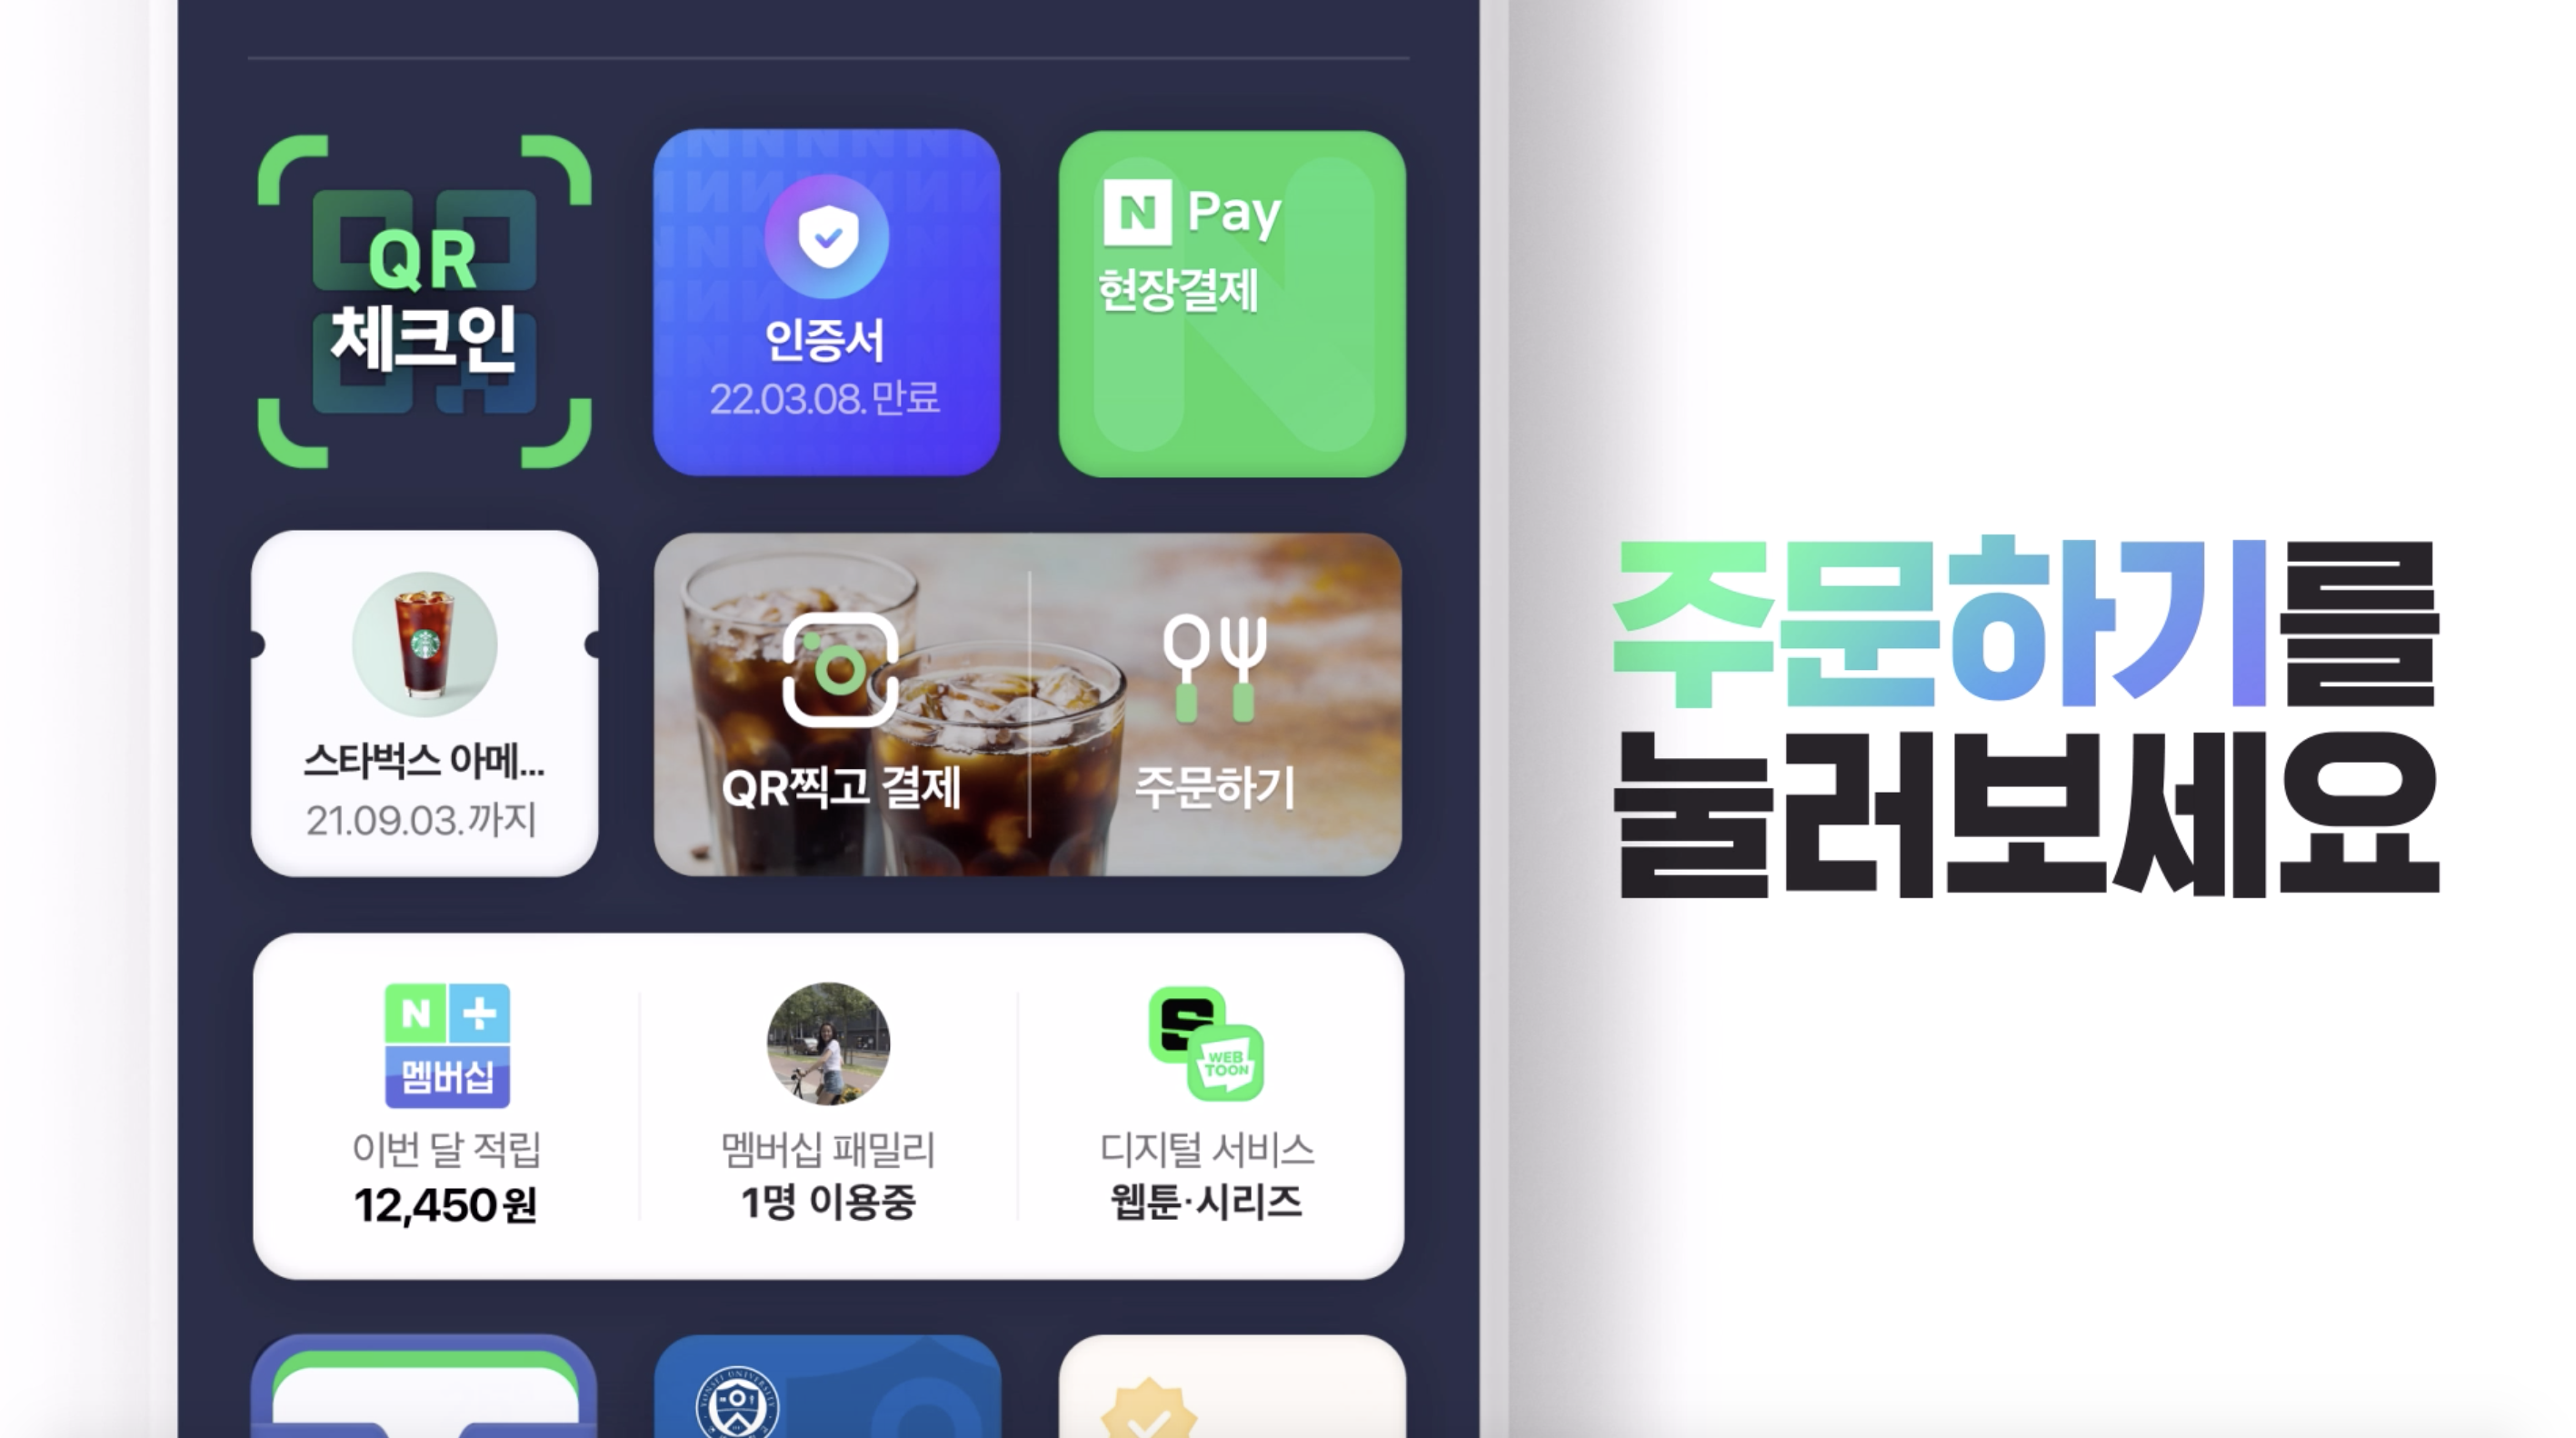 QR
체크인
인증서
22.03.08.만료
N Pay
현장결제
스타벅스 아메...
21.09.03.까지
QR찍고 결제
주문하기
주문하기를
눌러보세요
N +
멤버십
이번 달 적립
12,450원
멤버십 패밀리
1명 이용중
S
WEB
TOON
디지털 서비스
웹툰·시리즈
YONSEI UNIVERSITY